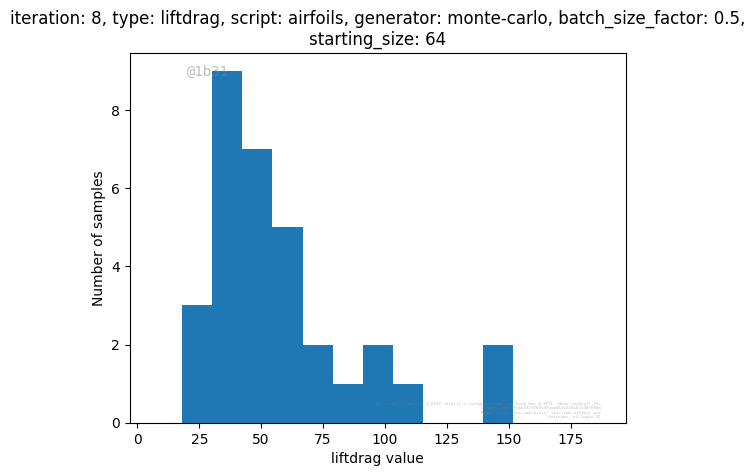 iteration: 8, type: liftdrag, script: airfoils, generator: monte-carlo, batch_size_factor: 0.5,
starting_size: 64
@1b31
8
6
4
2
0
Number of samples
0 25 50 75 100 125 150 175
liftdrag value